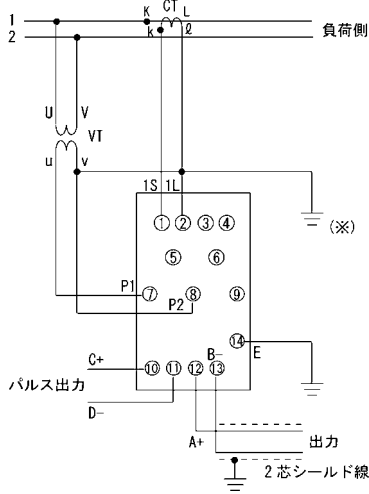 CT
1 K L
2 k ℓ 負荷側
U V
VT
u v
1S 1L
① ② ③ ④ (※)
⑤ ⑥
P1 ⑦ ⑧ ⑨
P2
⑭ E
B-
C+ ⑩ ⑪ ⑫ ⑬
パルス出力
D-
A+ 出力
2芯シールド線